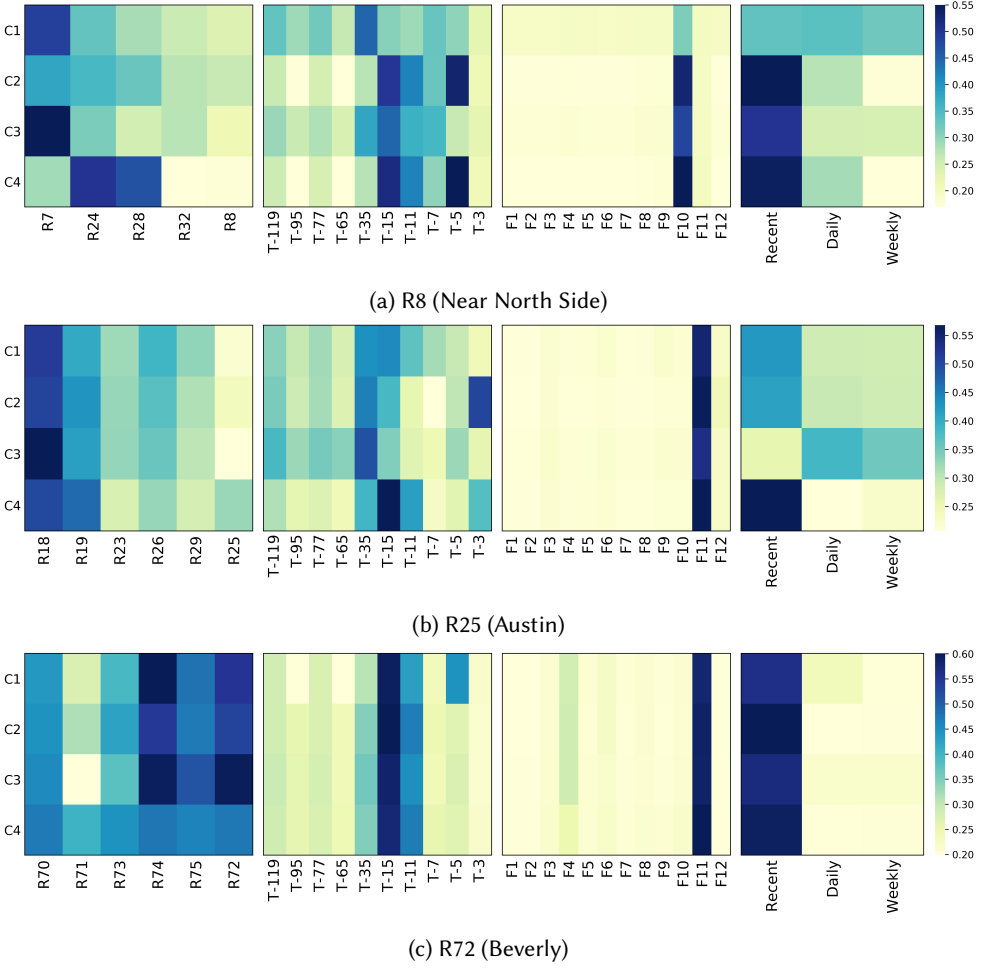 C1
C2
C3
C4
R7 R24 R28 R32 R8
T-119 T-95 T-77 T-65 T-35 T-15 T-11 T-7 T-5 T-3
F1 F2 F3 F4 F5 F6 F7 F8 F9 F10 F11 F12
Recent Daily Weekly
0.55
0.50
0.45
0.40
0.35
0.30
0.25
0.20
(a) R8 (Near North Side)
C1
C2
C3
C4
R18 R19 R23 R26 R29 R25
T-119 T-95 T-77 T-65 T-35 T-15 T-11 T-7 T-5 T-3
F1 F2 F3 F4 F5 F6 F7 F8 F9 F10 F11 F12
Recent Daily Weekly
0.55
0.50
0.45
0.40
0.35
0.30
0.25
(b) R25 (Austin)
C1
C2
C3
C4
R70 R71 R73 R74 R75 R72
T-119 T-95 T-77 T-65 T-35 T-15 T-11 T-7 T-5 T-3
F1 F2 F3 F4 F5 F6 F7 F8 F9 F10 F11 F12
Recent Daily Weekly
0.60
0.55
0.50
0.45
0.40
0.35
0.30
0.25
0.20
(c) R72 (Beverly)